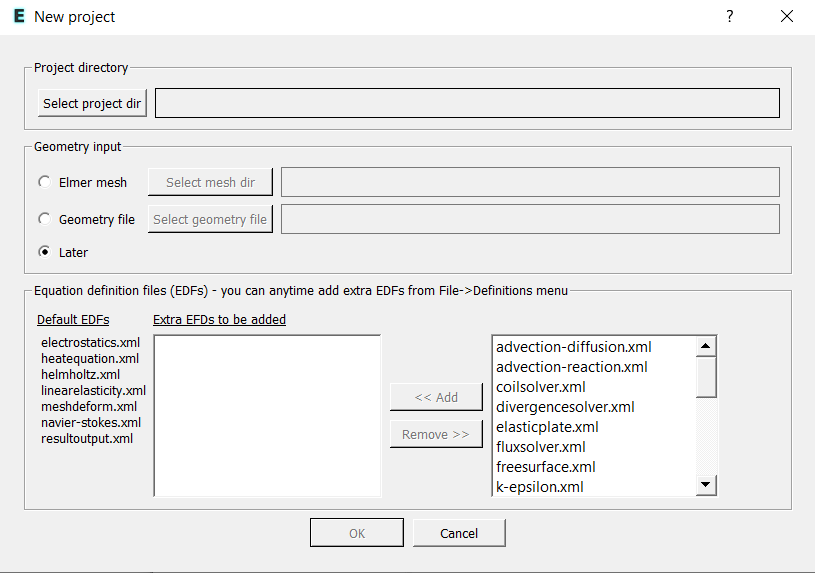 E New project ?
Project directory
Select project dir
Geometry input
Elmer mesh Select mesh dir
Geometry file Select geometry file
Later
Equation definition files (EDFs) - you can anytime add extra EDFs from File->Definitions menu
Default EDFs Extra EFDs to be added
electrostatics.xml
heatequation.xml
helmholtz.xml
linearelasticity.xml
meshdeform.xml
navier-stokes.xml
resultoutput.xml
<< Add
Remove >>
advection-diffusion.xml
advection-reaction.xml
coilsolver.xml
divergencesolver.xml
elasticplate.xml
fluxsolver.xml
freesurface.xml
k-epsilon.xml
OK Cancel